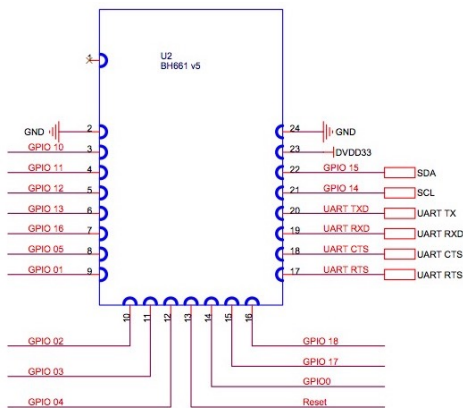 U2
BH661 v5
1
GND 2 24 GND
GPIO 10 3 23 DVDD33
GPIO 11 4 22 GPIO 15 SDA
GPIO 12 5 21 GPIO 14 SCL
GPIO 13 6 20 UART TXD UART TX
GPIO 16 7 19 UART RXD UART RXD
GPIO 05 8 18 UART CTS UART CTS
GPIO 01 9 17 UART RTS UART RTS
10 11 12 13 14 15 16
GPIO 02 GPIO 18
GPIO 17
GPIO 03 GPIO0
GPIO 04 Reset